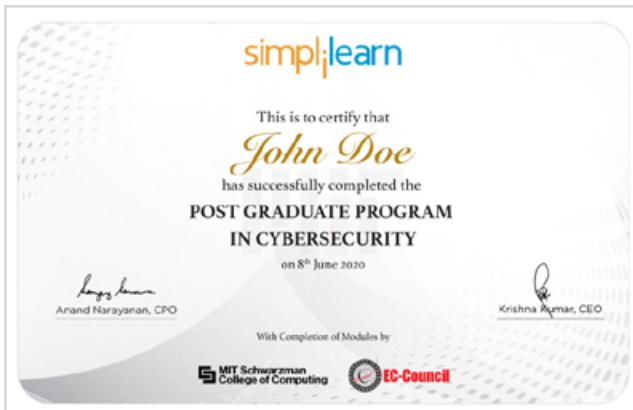 simplilearn
This is to certify that
John Doe
has successfully completed the
POST GRADUATE PROGRAM
IN CYBERSECURITY
on 8th June 2020
Anand Narayanan, CPO
Krishna Kumar, CEO
With Completion of Modules by
MIT Schwarzman
College of Computing
EC-Council